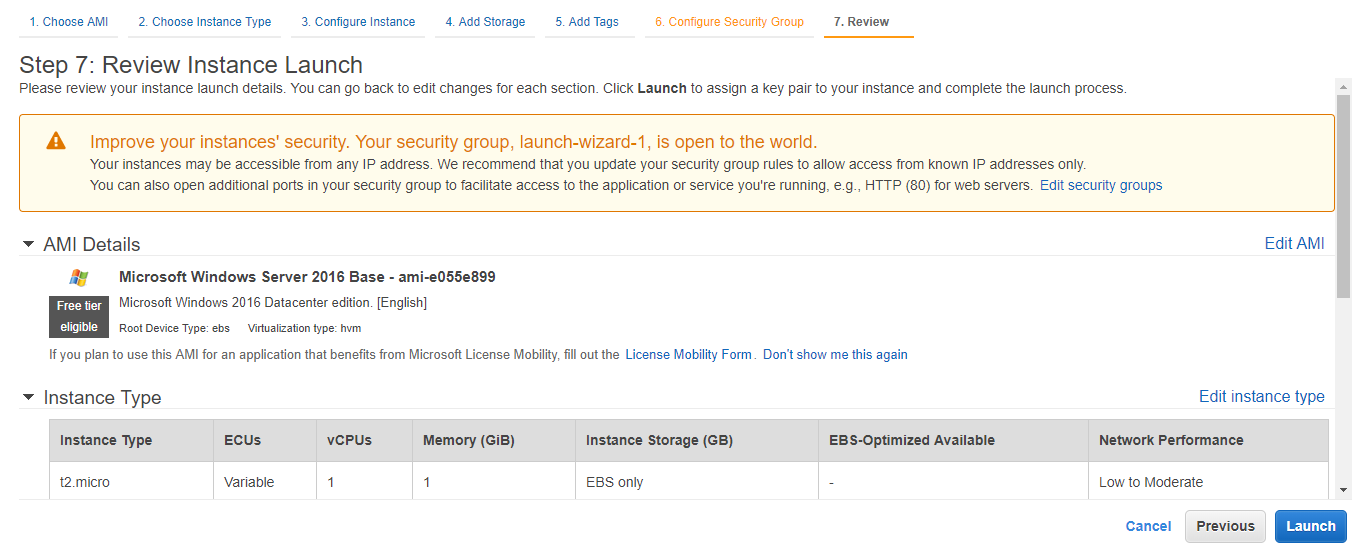 1. Choose AMI 2. Choose Instance Type 3. Configure Instance 4. Add Storage 5. Add Tags 6. Configure Security Group 7. Review
Step 7: Review Instance Launch
Please review your instance launch details. You can go back to edit changes for each section. Click Launch to assign a key pair to your instance and complete the launch process.
Improve your instances' security. Your security group, launch-wizard-1, is open to the world.
Your instances may be accessible from any IP address. We recommend that you update your security group rules to allow access from known IP addresses only.
You can also open additional ports in your security group to facilitate access to the application or service you're running, e.g., HTTP (80) for web servers. Edit security groups
AMI Details Edit AMI
Microsoft Windows Server 2016 Base - ami-e055e899
Free tier eligible
Microsoft Windows 2016 Datacenter edition. [English]
Root Device Type: ebs Virtualization type: hvm
If you plan to use this AMI for an application that benefits from Microsoft License Mobility, fill out the License Mobility Form. Don't show me this again
Instance Type Edit instance type
Instance Type ECUs vCPUs Memory (GiB) Instance Storage (GB) EBS-Optimized Available Network Performance
t2.micro Variable 1 1 EBS only - Low to Moderate
Cancel Previous Launch